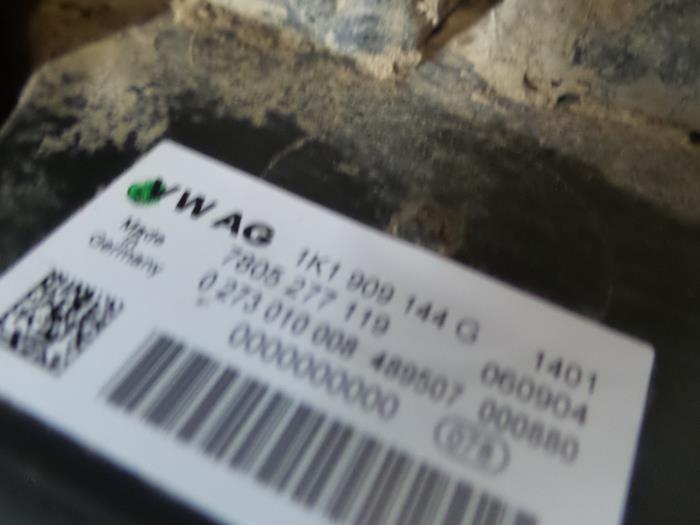 VW AG 1K1 909 144 G 1401
Made
in
Germany
7805 277 119 060904
0 273 010 008 489507 000880
0000000000
078